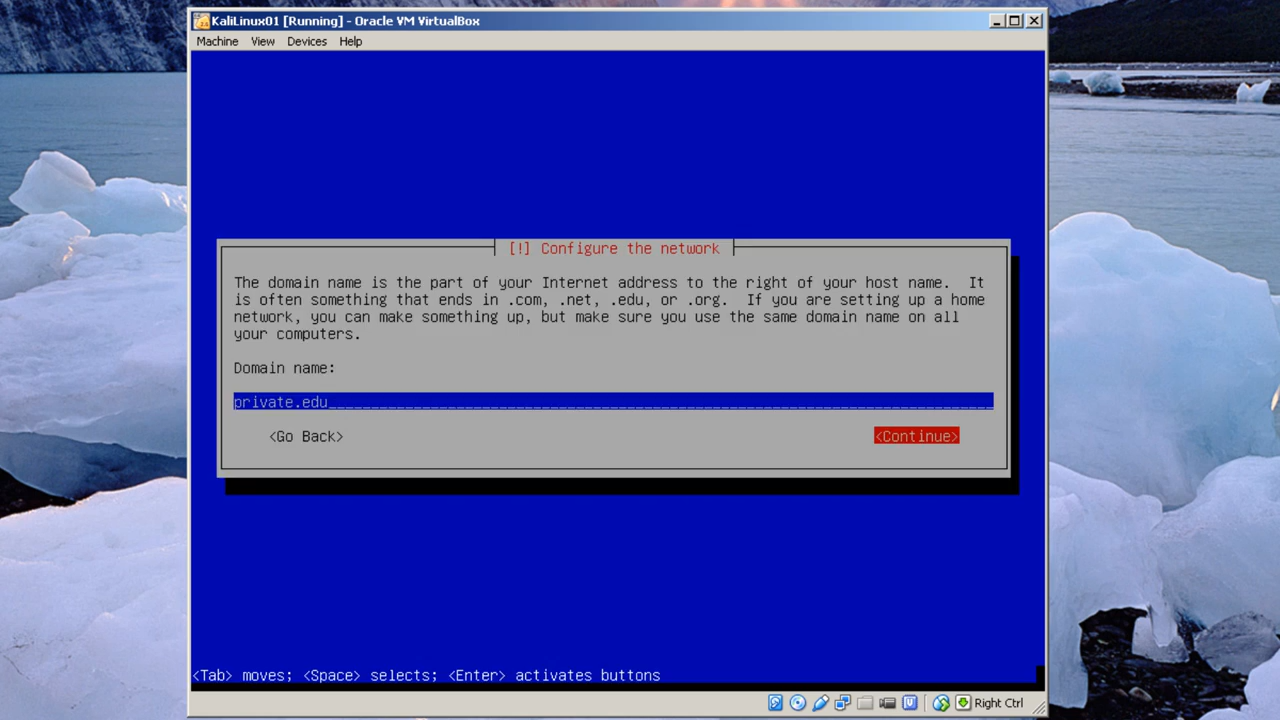 KaliLinux01 [Running] - Oracle VM VirtualBox
Machine View Devices Help
[!] Configure the network
The domain name is the part of your Internet address to the right of your host name.  It
is often something that ends in .com, .net, .edu, or .org.  If you are setting up a home
network, you can make something up, but make sure you use the same domain name on all
your computers.
Domain name:
private.edu
<Go Back> <Continue>
<Tab> moves; <Space> selects; <Enter> activates buttons
Right Ctrl